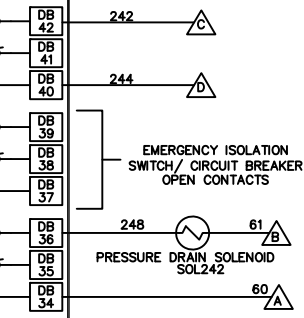 DB
42
242
C
DB
41
DB
40
244
D
DB
39
DB
38
DB
37
EMERGENCY ISOLATION
SWITCH/ CIRCUIT BREAKER
OPEN CONTACTS
DB
36
248
61
B
PRESSURE DRAIN SOLENOID
SOL242
DB
35
DB
34
60
A